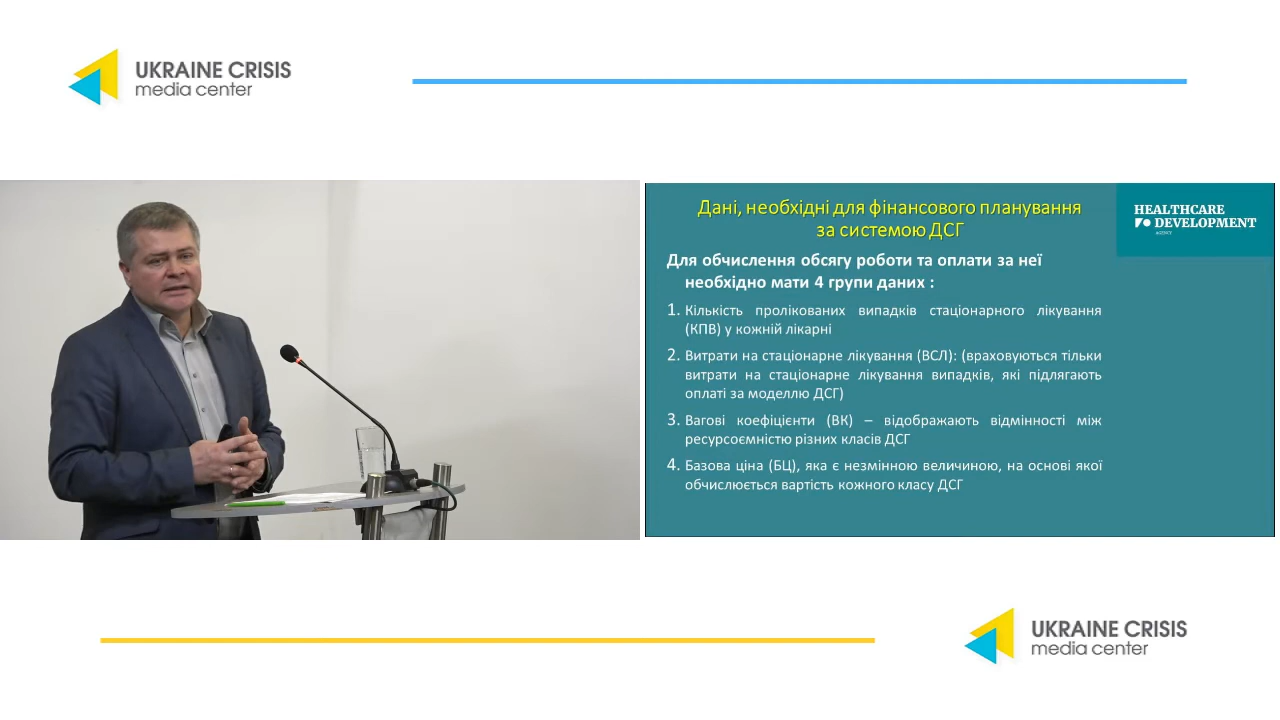 UKRAINE CRISIS
media center
Дані, необхідні для фінансового планування
за системою ДСГ
HEALTHCARE
DEVELOPMENT
AGENCY
Для обчислення обсягу роботи та оплати за неї
необхідно мати 4 групи даних :
1. Кількість пролікованих випадків стаціонарного лікування
(КПВ) у кожній лікарні
2. Витрати на стаціонарне лікування (ВСЛ): (враховуються тільки
витрати на стаціонарне лікування випадків, які підлягають
оплаті за моделлю ДСГ)
3. Вагові коефіцієнти (ВК) – відображають відмінності між
ресурсоємністю різних класів ДСГ
4. Базова ціна (БЦ), яка є незмінною величиною, на основі якої
обчислюється вартість кожного класу ДСГ
UKRAINE CRISIS
media center